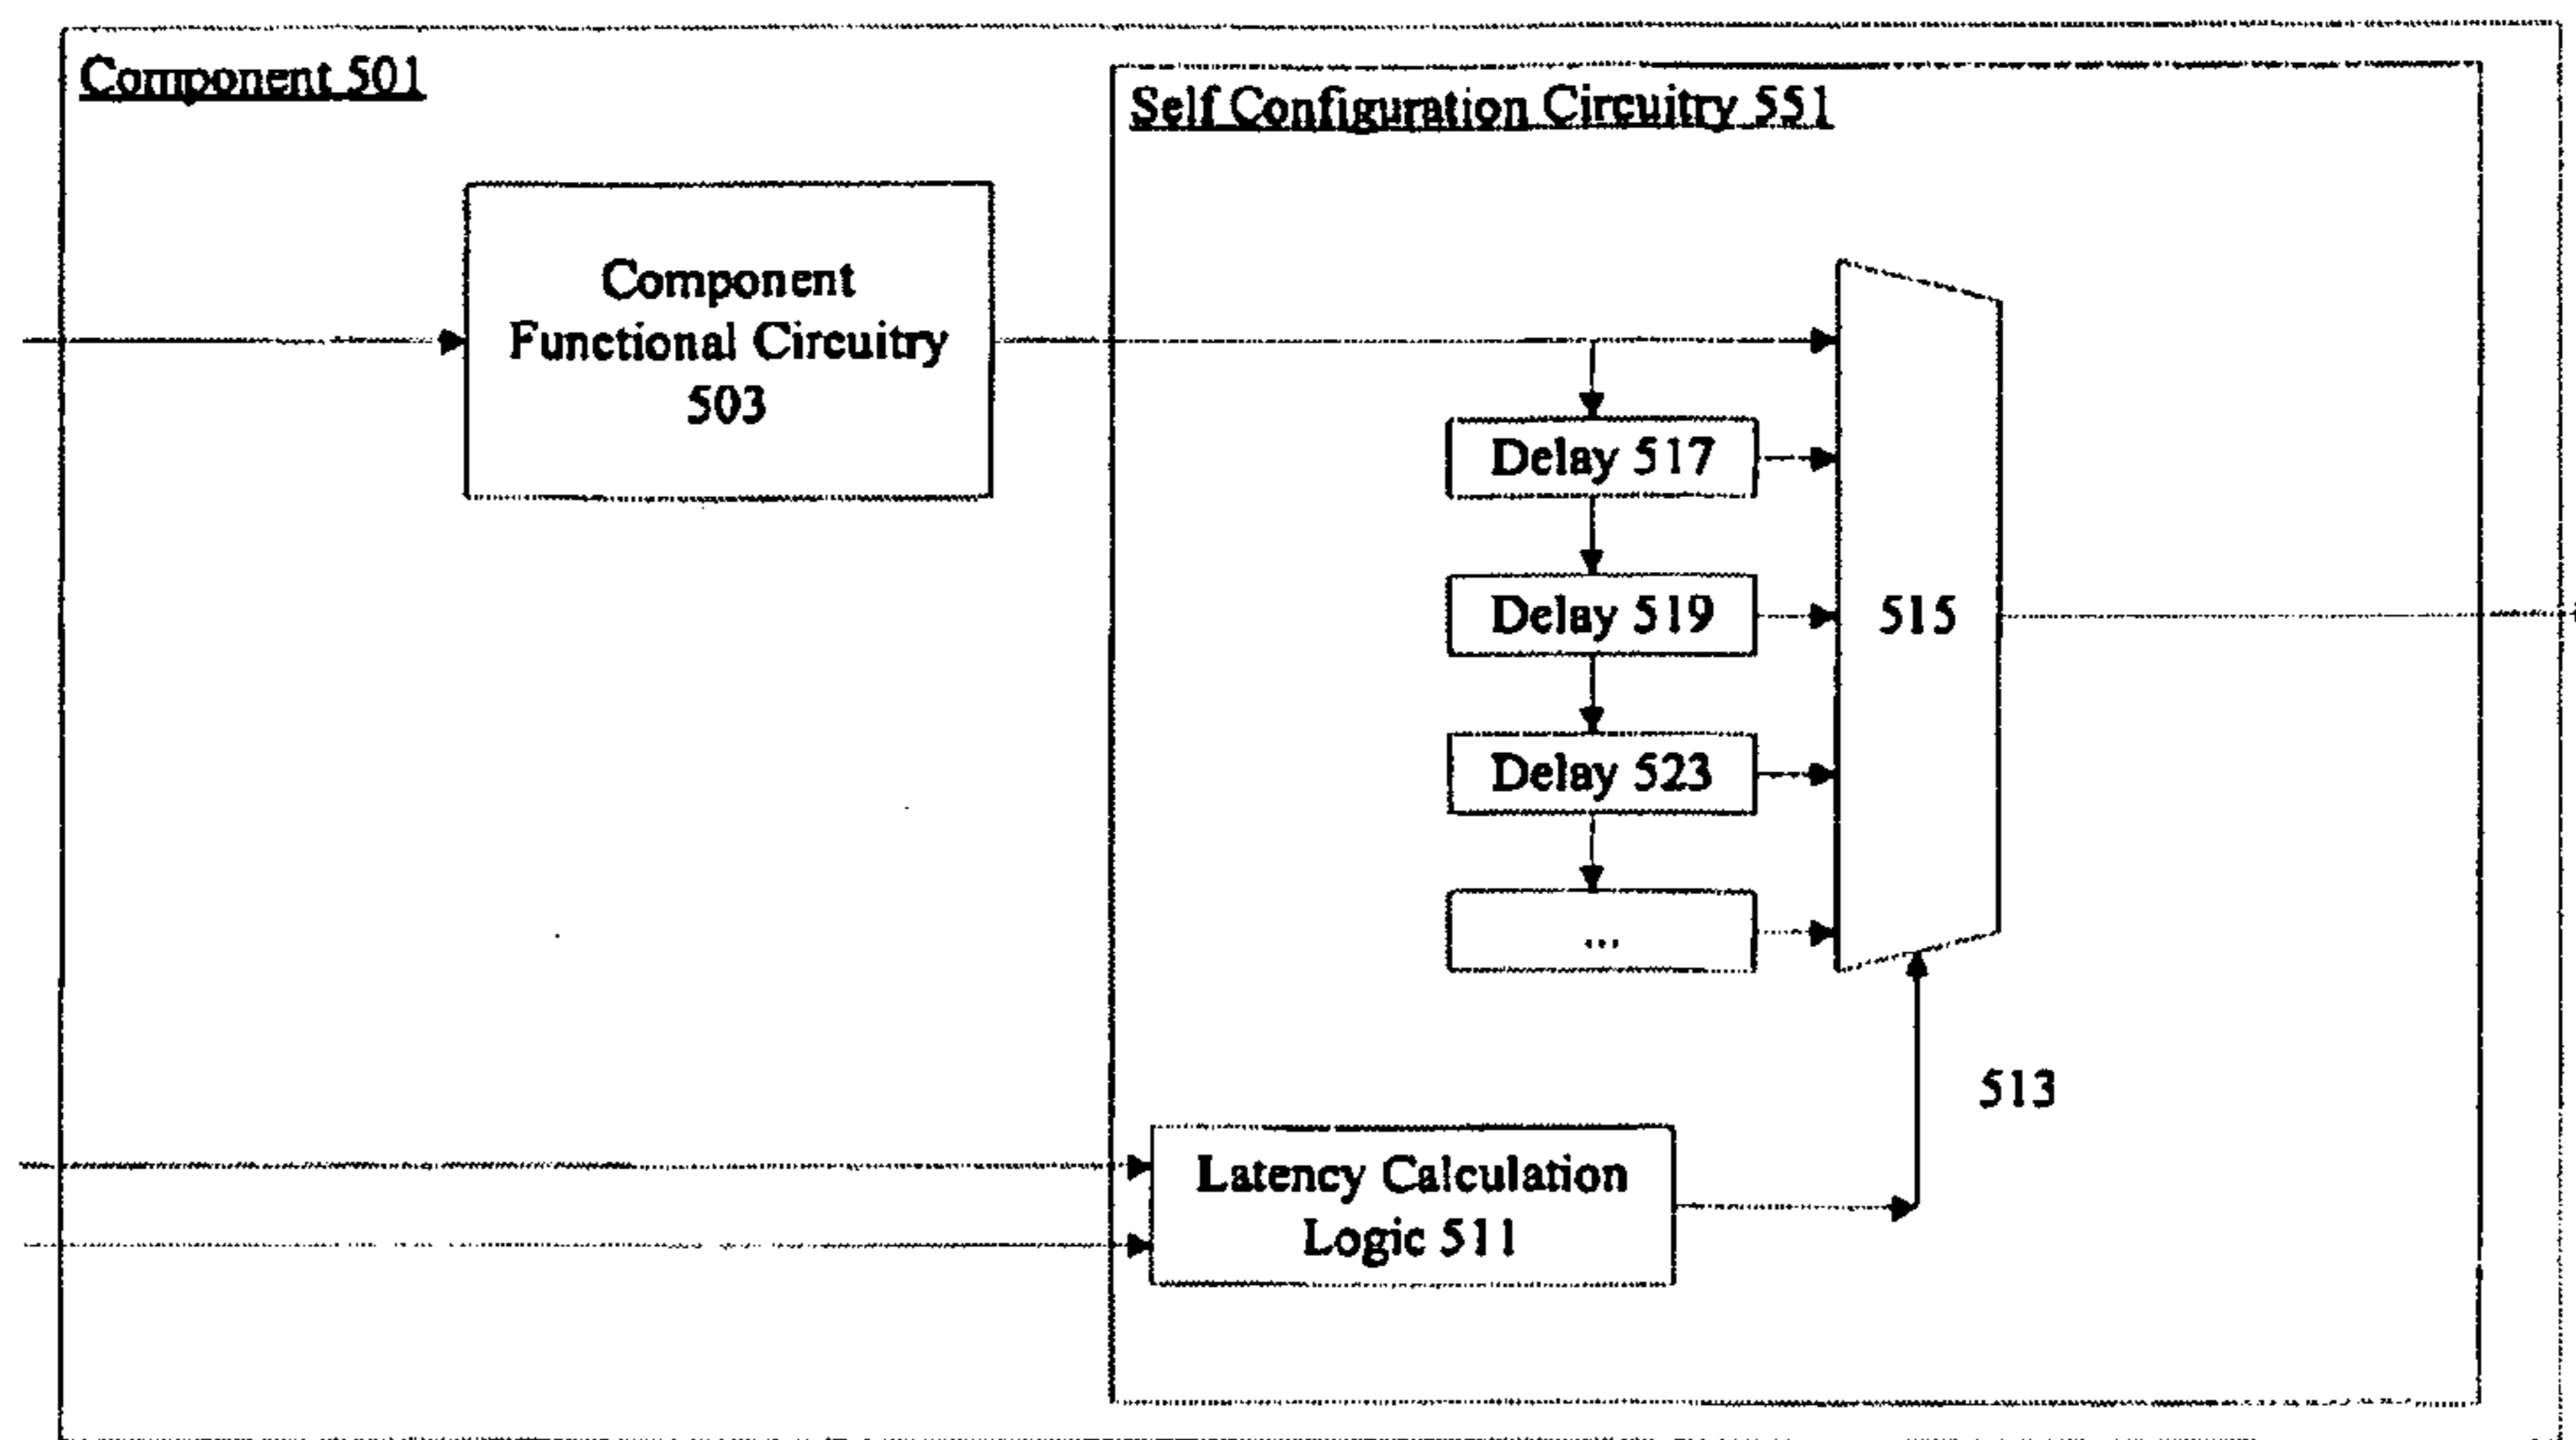 Component 501
Self Configuration Circuitry 551
Component
Functional Circuitry
503
Delay 517
Delay 519
515
Delay 523
...
513
Latency Calculation
Logic 511